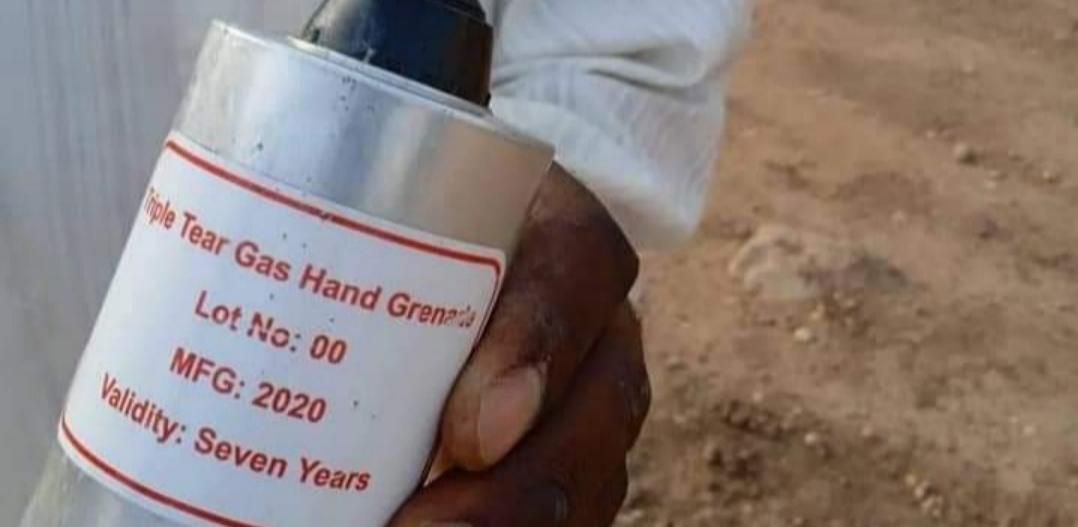 Triple Tear Gas Hand Grenade
Lot No: 00
MFG: 2020
Validity: Seven Years